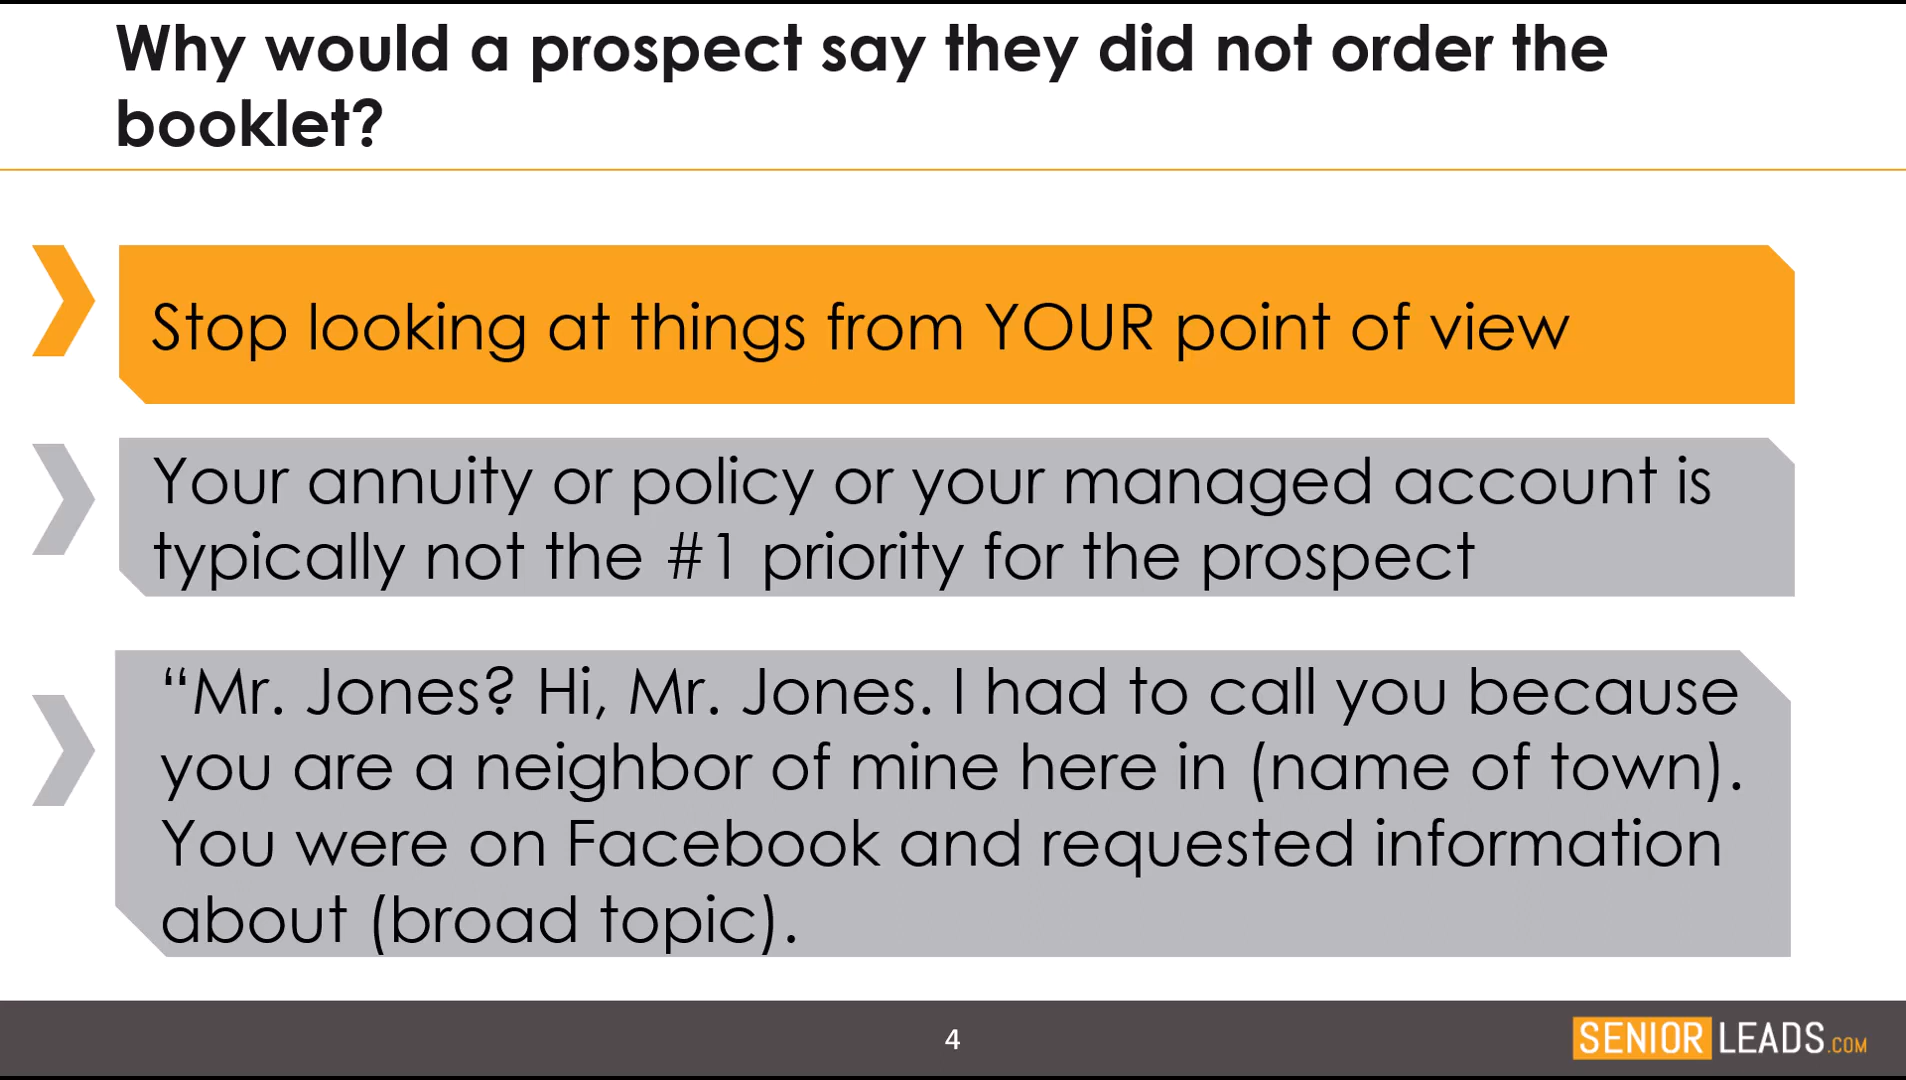 Why would a prospect say they did not order the
booklet?
Stop looking at things from YOUR point of view
Your annuity or policy or your managed account is
typically not the #1 priority for the prospect
“Mr. Jones? Hi, Mr. Jones. I had to call you because
you are a neighbor of mine here in (name of town).
You were on Facebook and requested information
about (broad topic).
4
SENIORLEADS.COM